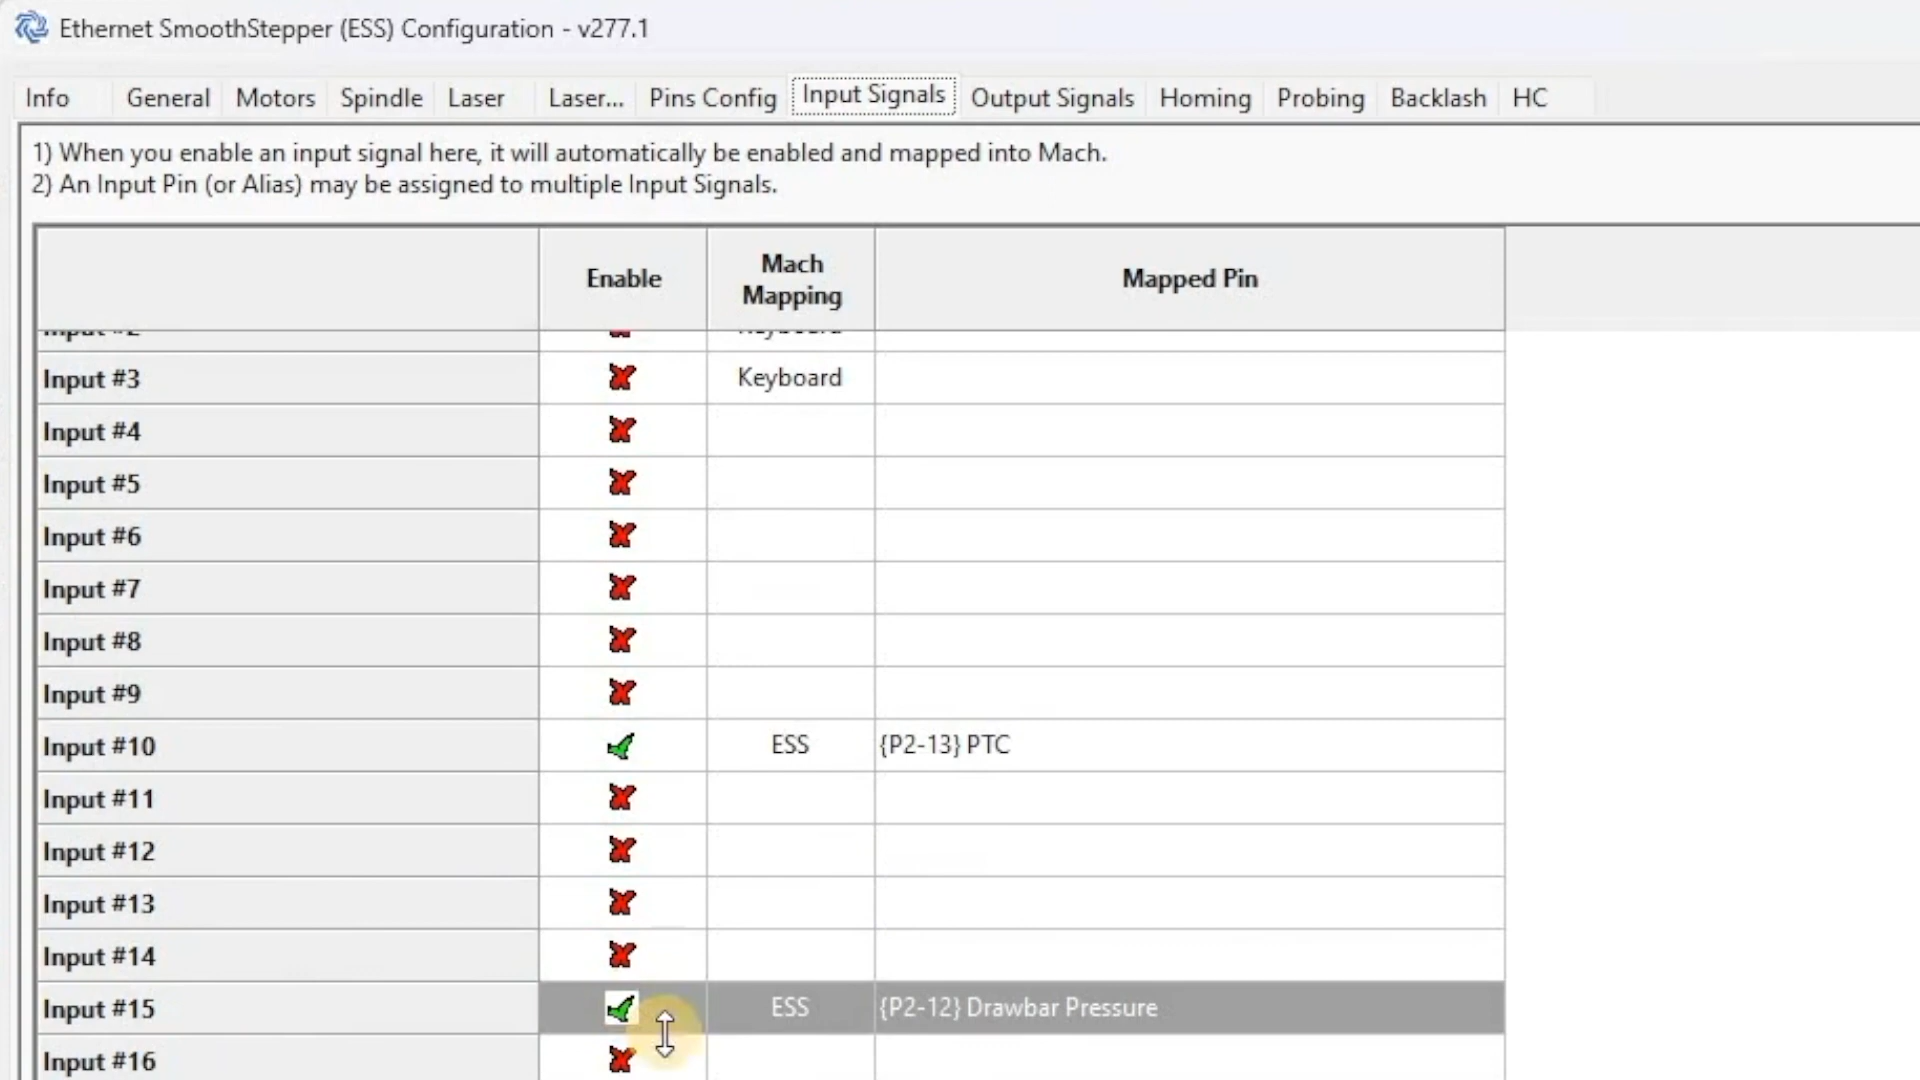 Ethernet SmoothStepper (ESS) Configuration - v277.1
Info General Motors Spindle Laser Laser... Pins Config Input Signals Output Signals Homing Probing Backlash HC
1) When you enable an input signal here, it will automatically be enabled and mapped into Mach.
2) An Input Pin (or Alias) may be assigned to multiple Input Signals.
Enable Mach Mapping Mapped Pin
Input #3 Keyboard
Input #4
Input #5
Input #6
Input #7
Input #8
Input #9
Input #10 ESS {P2-13} PTC
Input #11
Input #12
Input #13
Input #14
Input #15 ESS {P2-12} Drawbar Pressure
Input #16